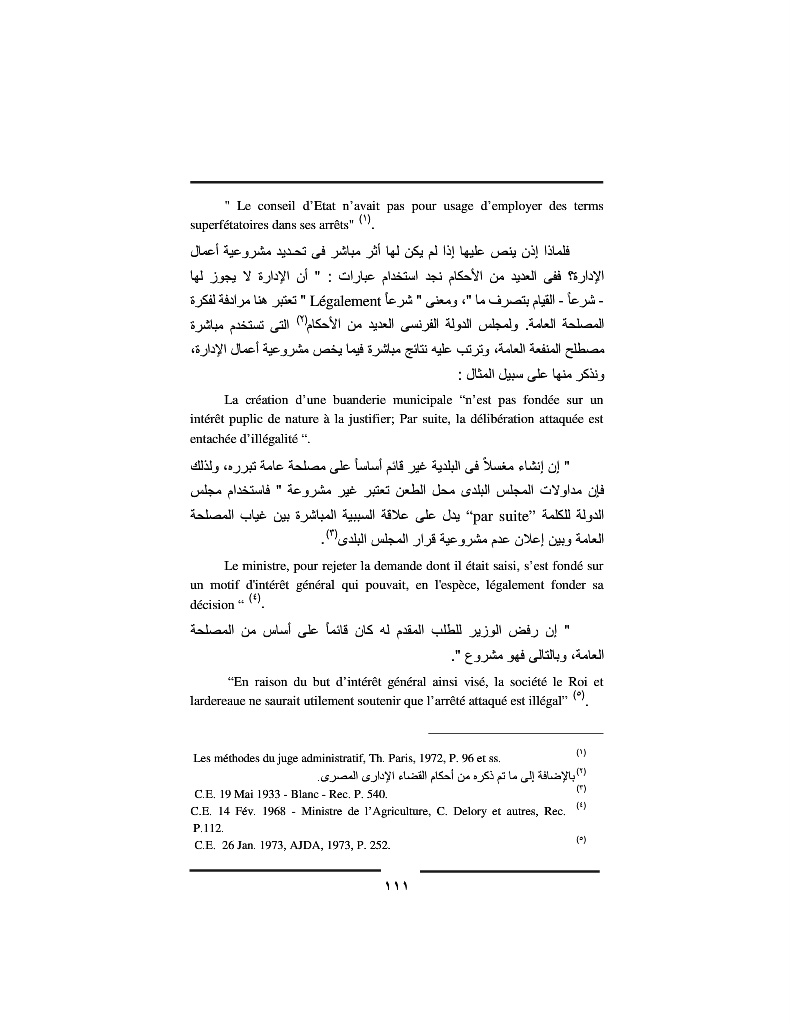 " Le conseil d’Etat n’avait pas pour usage d’employer des terms
superfétatoires dans ses arrêts" (١).
فلماذا إذن ينص عليها إذا لم يكن لها أثر مباشر فى تحـديد مشروعية أعمال
الإدارة؟ ففى العديد من الأحكام نجد استخدام عبارات : " أن الإدارة لا يجوز لها
- شرعاً - القيام بتصرف ما "، ومعنى " شرعاً Légalement " تعتبر هنا مرادفة لفكرة
المصلحة العامة. ولمجلس الدولة الفرنسى العديد من الأحكام(٢) التى تستخدم مباشرة
مصطلح المنفعة العامة، وترتب عليه نتائج مباشرة فيما يخص مشروعية أعمال الإدارة،
ونذكر منها على سبيل المثال :
La création d’une buanderie municipale “n’est pas fondée sur un
intérêt puplic de nature à la justifier; Par suite, la délibération attaquée est
entachée d’illégalité “.
" إن إنشاء مغسلاً فى البلدية غير قائم أساساً على مصلحة عامة تبرره، ولذلك
فإن مداولات المجلس البلدى محل الطعن تعتبر غير مشروعة " فاستخدام مجلس
الدولة للكلمة “par suite” يدل على علاقة السببية المباشرة بين غياب المصلحة
العامة وبين إعلان عدم مشروعية قرار المجلس البلدى(٣).
Le ministre, pour rejeter la demande dont il était saisi, s’est fondé sur
un motif d'intérêt général qui pouvait, en l'espèce, légalement fonder sa
décision “ (٤).
" إن رفض الوزير للطلب المقدم له كان قائماً على أساس من المصلحة
العامة، وبالتالى فهو مشروع ".
“En raison du but d’intérêt général ainsi visé, la société le Roi et
lardereaue ne saurait utilement soutenir que l’arrêté attaqué est illégal” (٥).
(١) Les méthodes du juge administratif, Th. Paris, 1972, P. 96 et ss.
(٢) بالإضافة إلى ما تم ذكره من أحكام القضاء الإدارى المصرى.
(٣) C.E. 19 Mai 1933 - Blanc - Rec. P. 540.
(٤) C.E. 14 Fév. 1968 - Ministre de l’Agriculture, C. Delory et autres, Rec.
P.112.
(٥) C.E. 26 Jan. 1973, AJDA, 1973, P. 252.
١١١